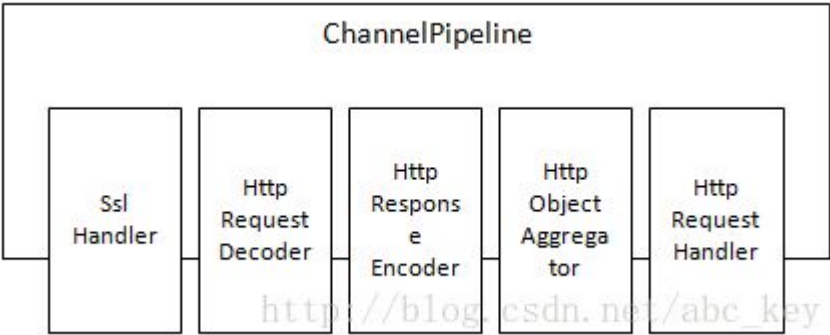 ChannelPipeline
Ssl
Handler
Http
Request
Decoder
Http
Respons
e
Encoder
Http
Object
Aggrega
tor
Http
Request
Handler
http://blog.csdn.net/abc_key